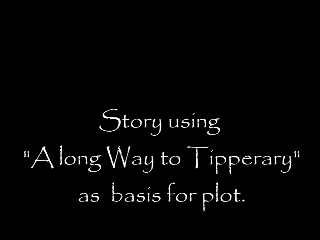 Story using
"A long Way to Tipperary"
as basis for plot.